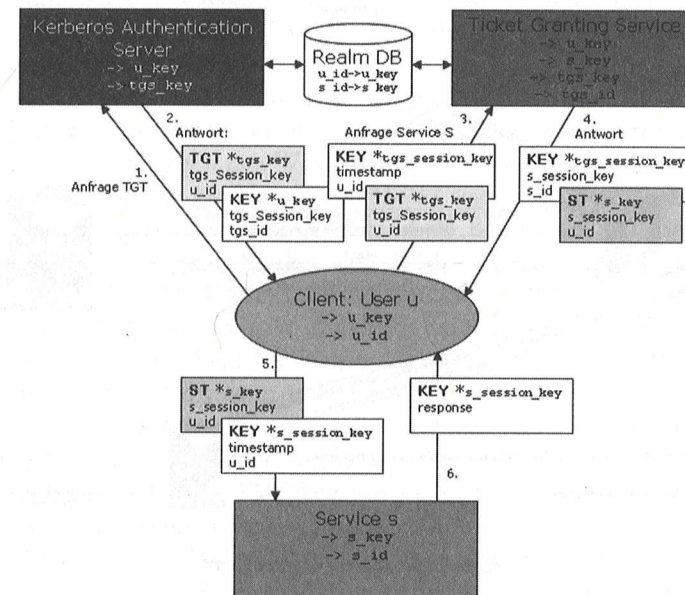 Kerberos Authentication
Server
-> u_key
-> tgs_key
Realm DB
u_id->u_key
s id->s key
Ticket Granting Service
-> u_key
-> s_key
-> tgs_key
-> tgs_id
1.
Anfrage TGT
2.
Antwort:
TGT *tgs_key
tgs_Session_key
u_id
KEY *u_key
tgs_Session_key
tgs_id
3.
Anfrage Service S
KEY *tgs_session_key
timestamp
u_id
TGT *tgs_key
tgs_Session_key
u_id
4.
Antwort
KEY *tgs_session_key
s_session_key
s_id
ST *s_key
s_session_key
u_id
Client: User u
-> u_key
-> u_id
5.
ST *s_key
s_session_key
u_id
KEY *s_session_key
timestamp
u_id
KEY *s_session_key
response
6.
Service s
-> s_key
-> s_id